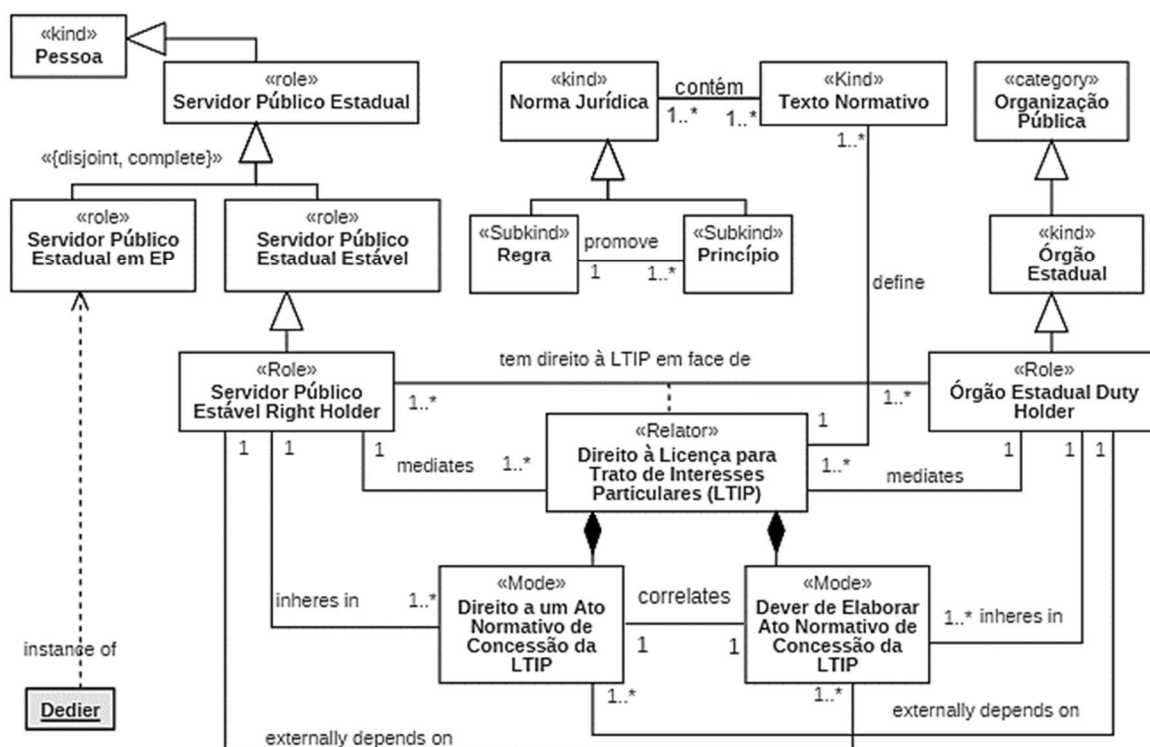 «kind»
Pessoa
«role»
Servidor Público Estadual
«{disjoint, complete}»
«role»
Servidor Público
Estadual em EP
«role»
Servidor Público
Estadual Estável
«kind»
Norma Jurídica
contém
1..*
1..*
«Kind»
Texto Normativo
1..*
«category»
Organização
Pública
«Subkind»
Regra
promove
1
1..*
«Subkind»
Princípio
define
«kind»
Órgão
Estadual
«Role»
Servidor Público
Estável Right Holder
tem direito à LTIP em face de
1..*
1..*
«Role»
Órgão Estadual Duty
Holder
1
1
1
mediates
1..*
«Relator»
Direito à Licença para
Trato de Interesses
Particulares (LTIP)
1
1..*
mediates
1
1
1
inheres in
1..*
«Mode»
Direito a um Ato
Normativo de
Concessão da
LTIP
correlates
1
1
«Mode»
Dever de Elaborar
Ato Normativo de
Concessão da
LTIP
1..*
inheres in
instance of
Dedier
1..*
1..*
externally depends on
externally depends on